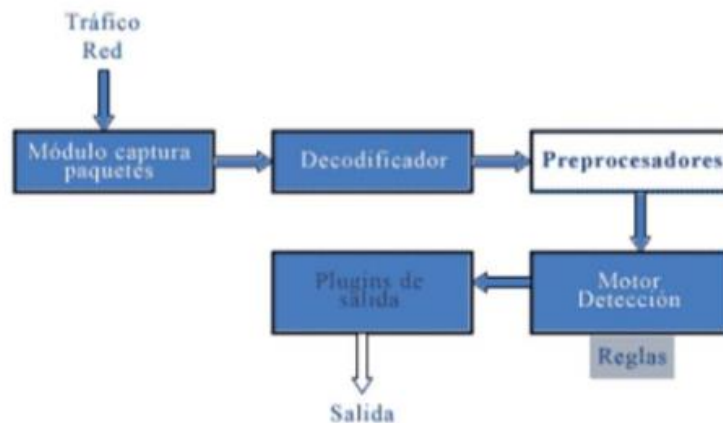 Tráfico
Red
Módulo captura
paquetes
Decodificador
Preprocesadores
Plugins de
salida
Motor
Detección
Reglas
Salida